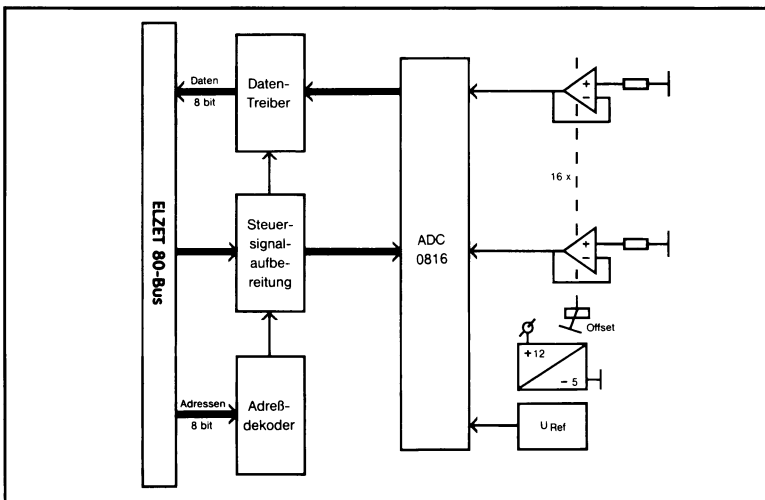 ELZET 80-Bus
Daten
8 bit
Daten-
Treiber
Steuer-
signal-
aufbe-
reitung
Adressen
8 bit
Adreß-
dekoder
ADC
0816
+
−
16 x
+
−
Offset
+ 12
− 5
U Ref